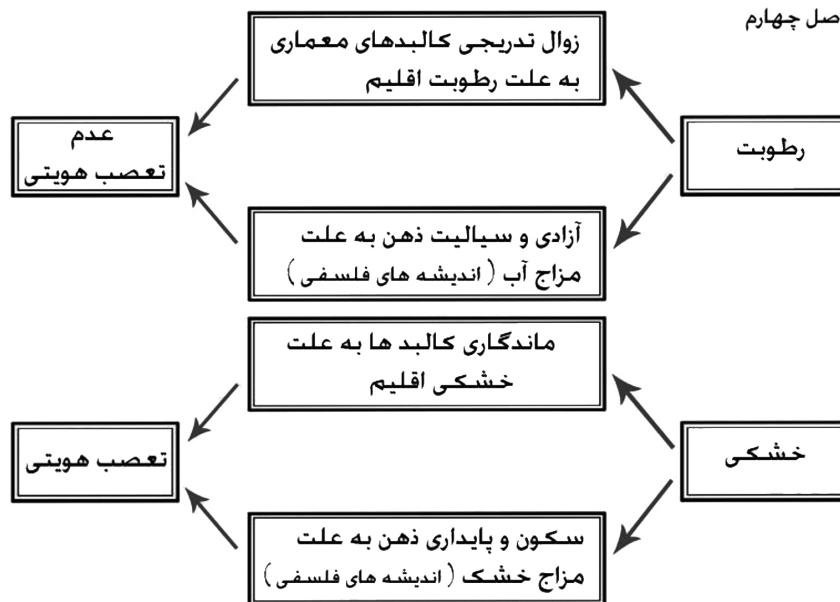 صل چهارم
زوال تدریجی کالبدهای معماری
به علت رطوبت اقلیم
رطوبت
عدم
تعصب هویتی
آزادی و سیالیت ذهن به علت
مزاج آب ( اندیشه های فلسفی )
ماندگاری کالبد ها به علت
خشکی اقلیم
خشکی
تعصب هویتی
سکون و پایداری ذهن به علت
مزاج خشک ( اندیشه های فلسفی )